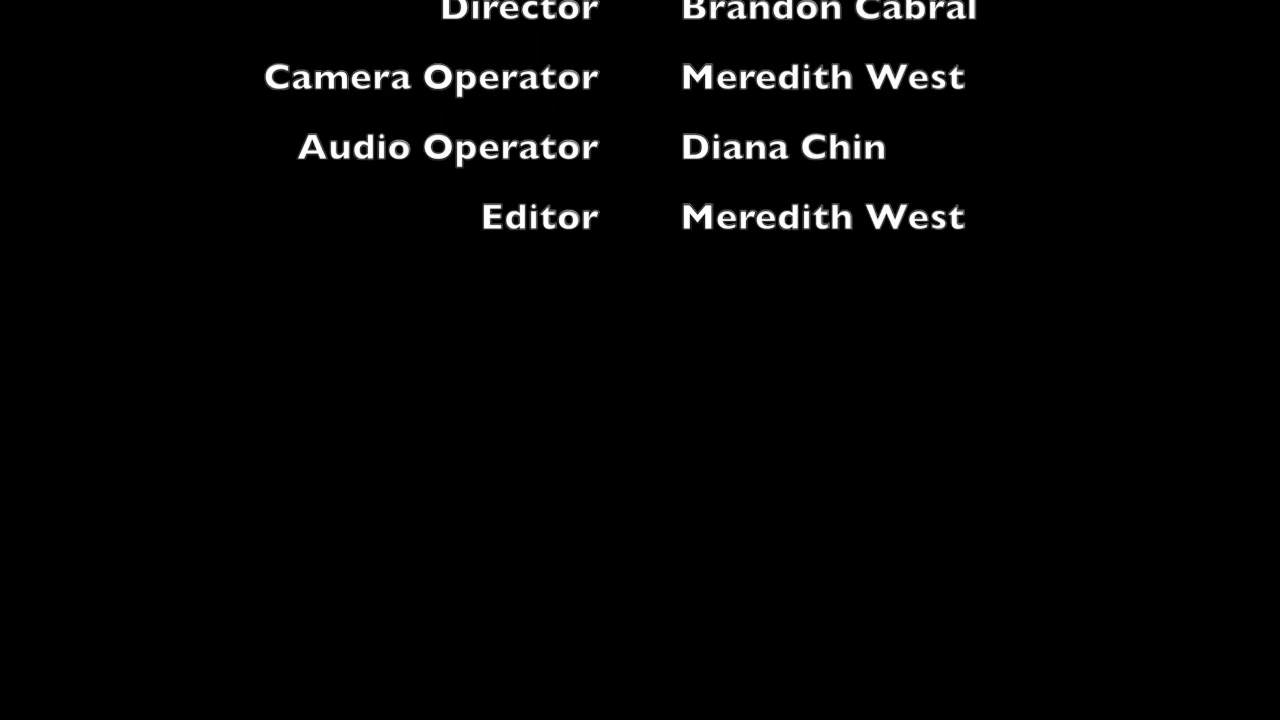 Director Brandon Cabral
Camera Operator Meredith West
Audio Operator Diana Chin
Editor Meredith West